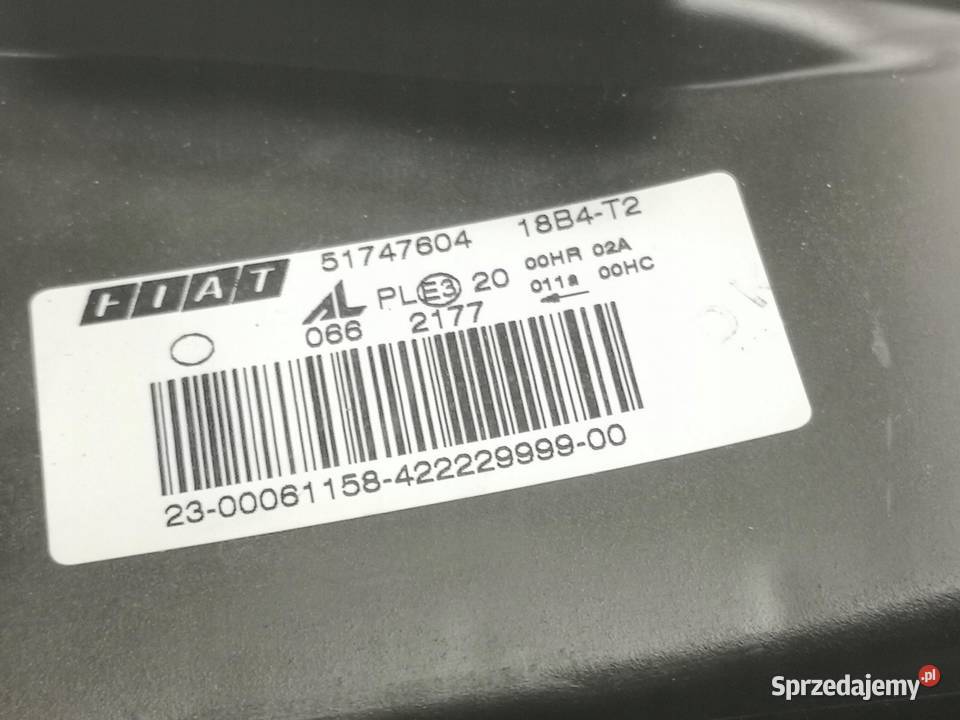 FIAT 51747604 18B4-T2
AL PL E3 20 00HR 02A
011a 00HC
066 2177
23-00061158-422229999-00
Sprzedajemy.pl